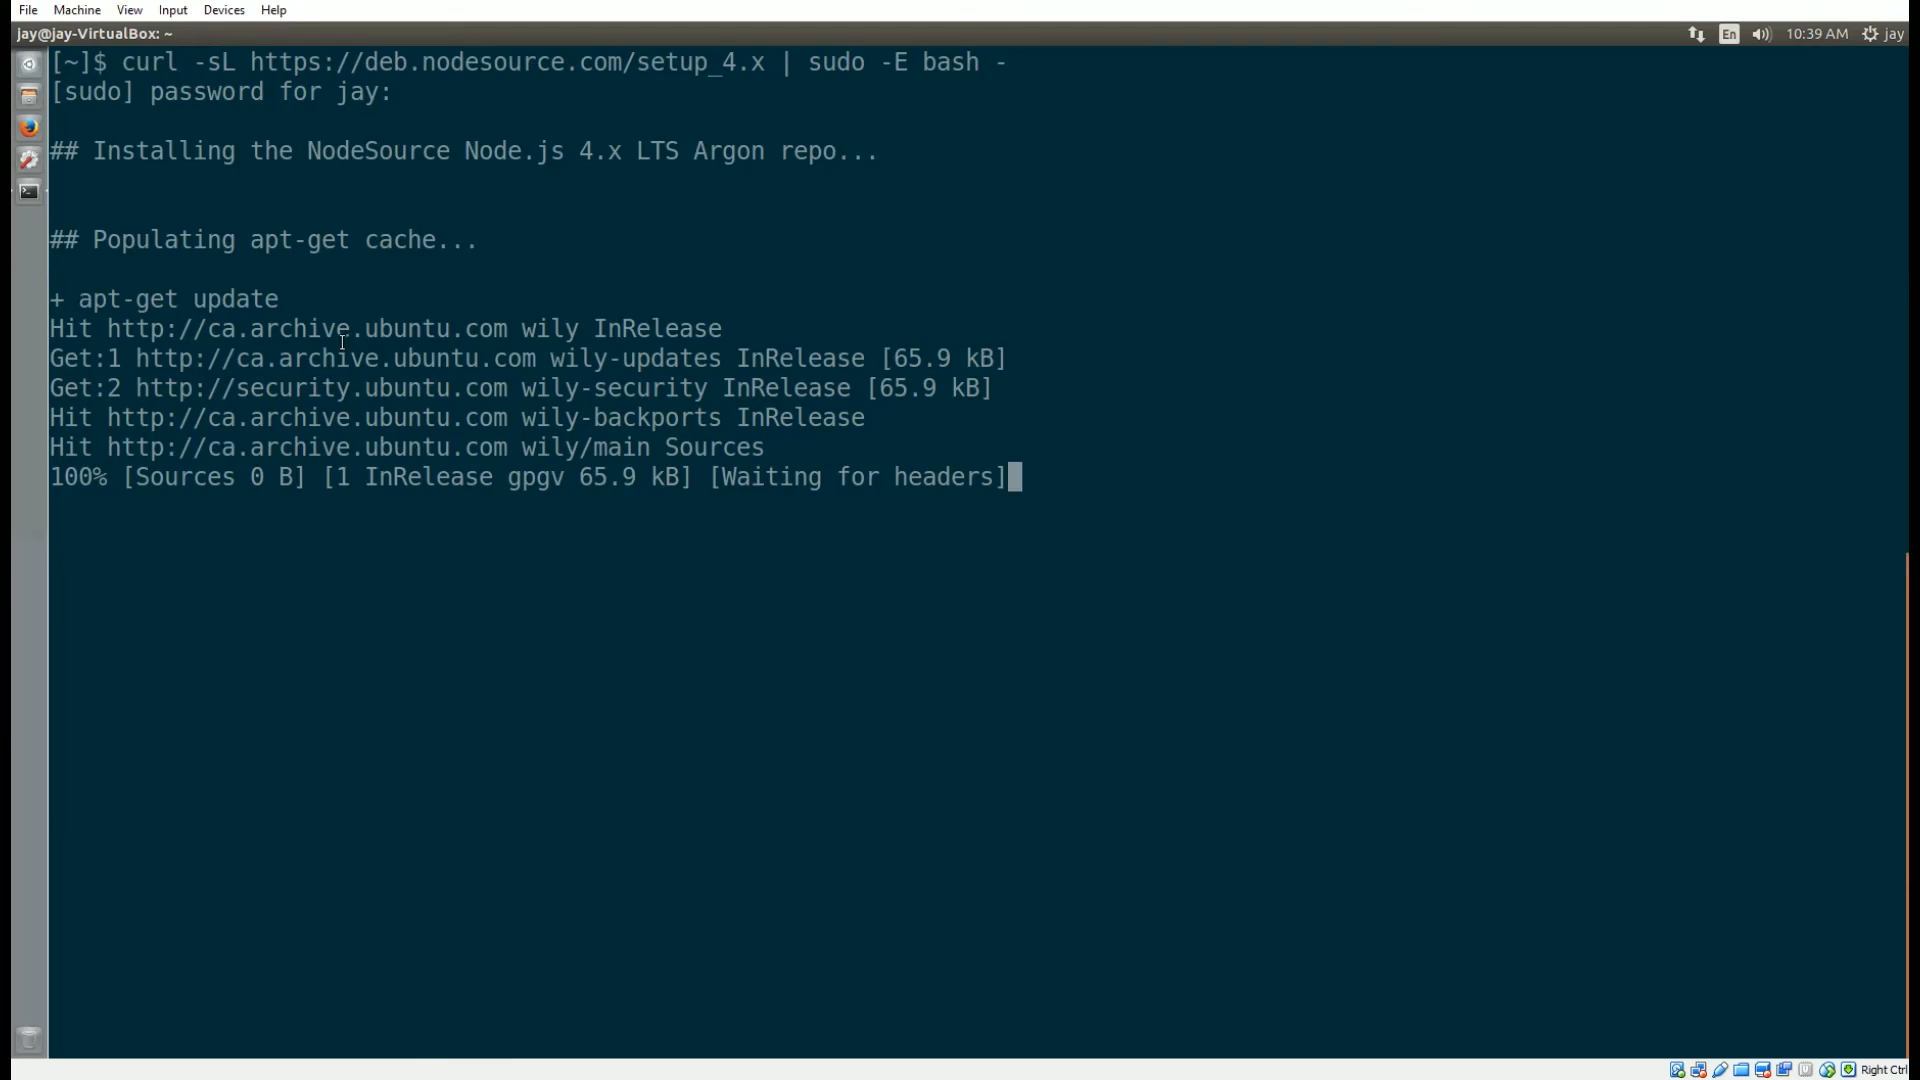 File Machine View Input Devices Help
jay@jay-VirtualBox: ~ En 10:39 AM jay
[~]$ curl -sL https://deb.nodesource.com/setup_4.x | sudo -E bash -
[sudo] password for jay:
## Installing the NodeSource Node.js 4.x LTS Argon repo...
## Populating apt-get cache...
+ apt-get update
Hit http://ca.archive.ubuntu.com wily InRelease
Get:1 http://ca.archive.ubuntu.com wily-updates InRelease [65.9 kB]
Get:2 http://security.ubuntu.com wily-security InRelease [65.9 kB]
Hit http://ca.archive.ubuntu.com wily-backports InRelease
Hit http://ca.archive.ubuntu.com wily/main Sources
100% [Sources 0 B] [1 InRelease gpgv 65.9 kB] [Waiting for headers]
Right Ctrl